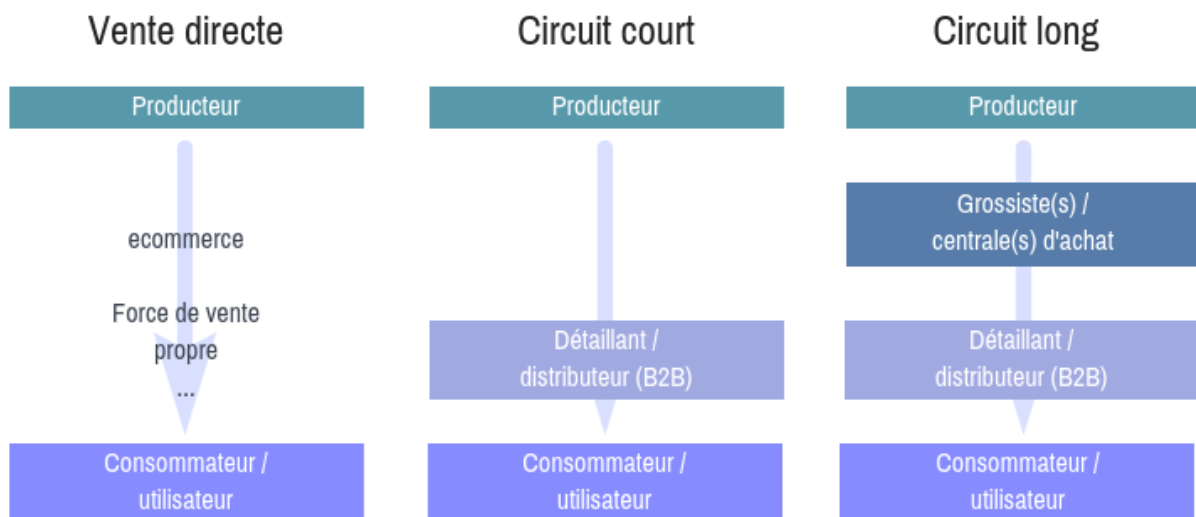 Vente directe
Producteur
ecommerce
Force de vente
propre
...
Consommateur /
utilisateur
Circuit court
Producteur
Détaillant /
distributeur (B2B)
Consommateur /
utilisateur
Circuit long
Producteur
Grossiste(s) /
centrale(s) d'achat
Détaillant /
distributeur (B2B)
Consommateur /
utilisateur